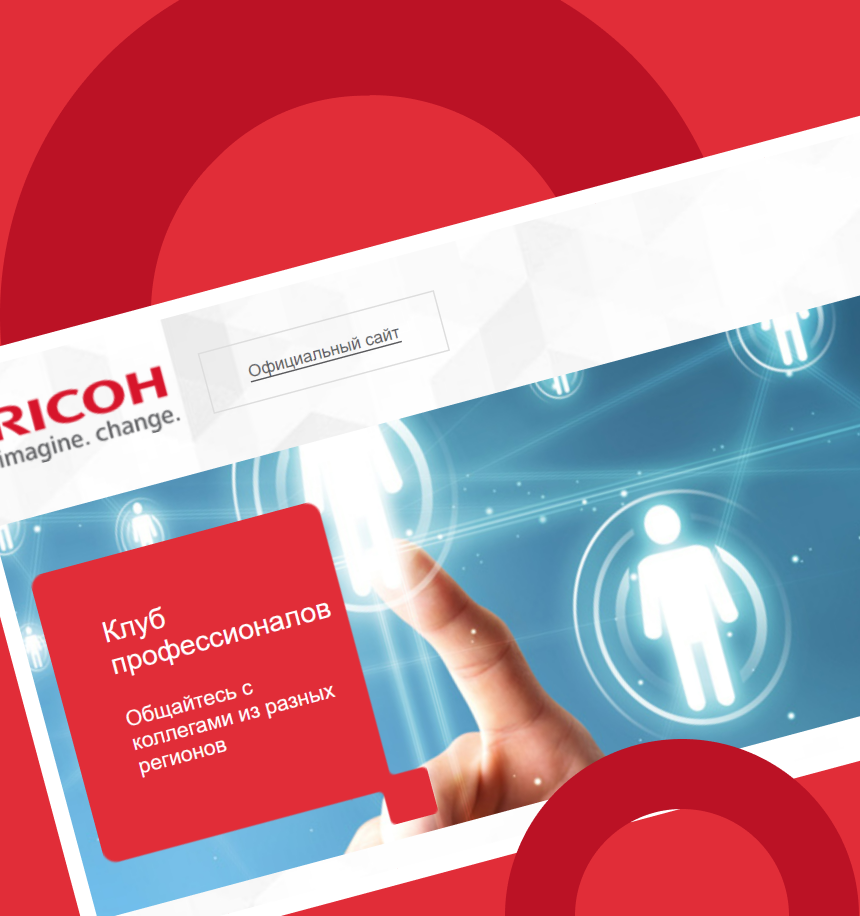 RICOH
imagine. change.
Официальный сайт
Клуб
профессионалов
Общайтесь с
коллегами из разных
регионов